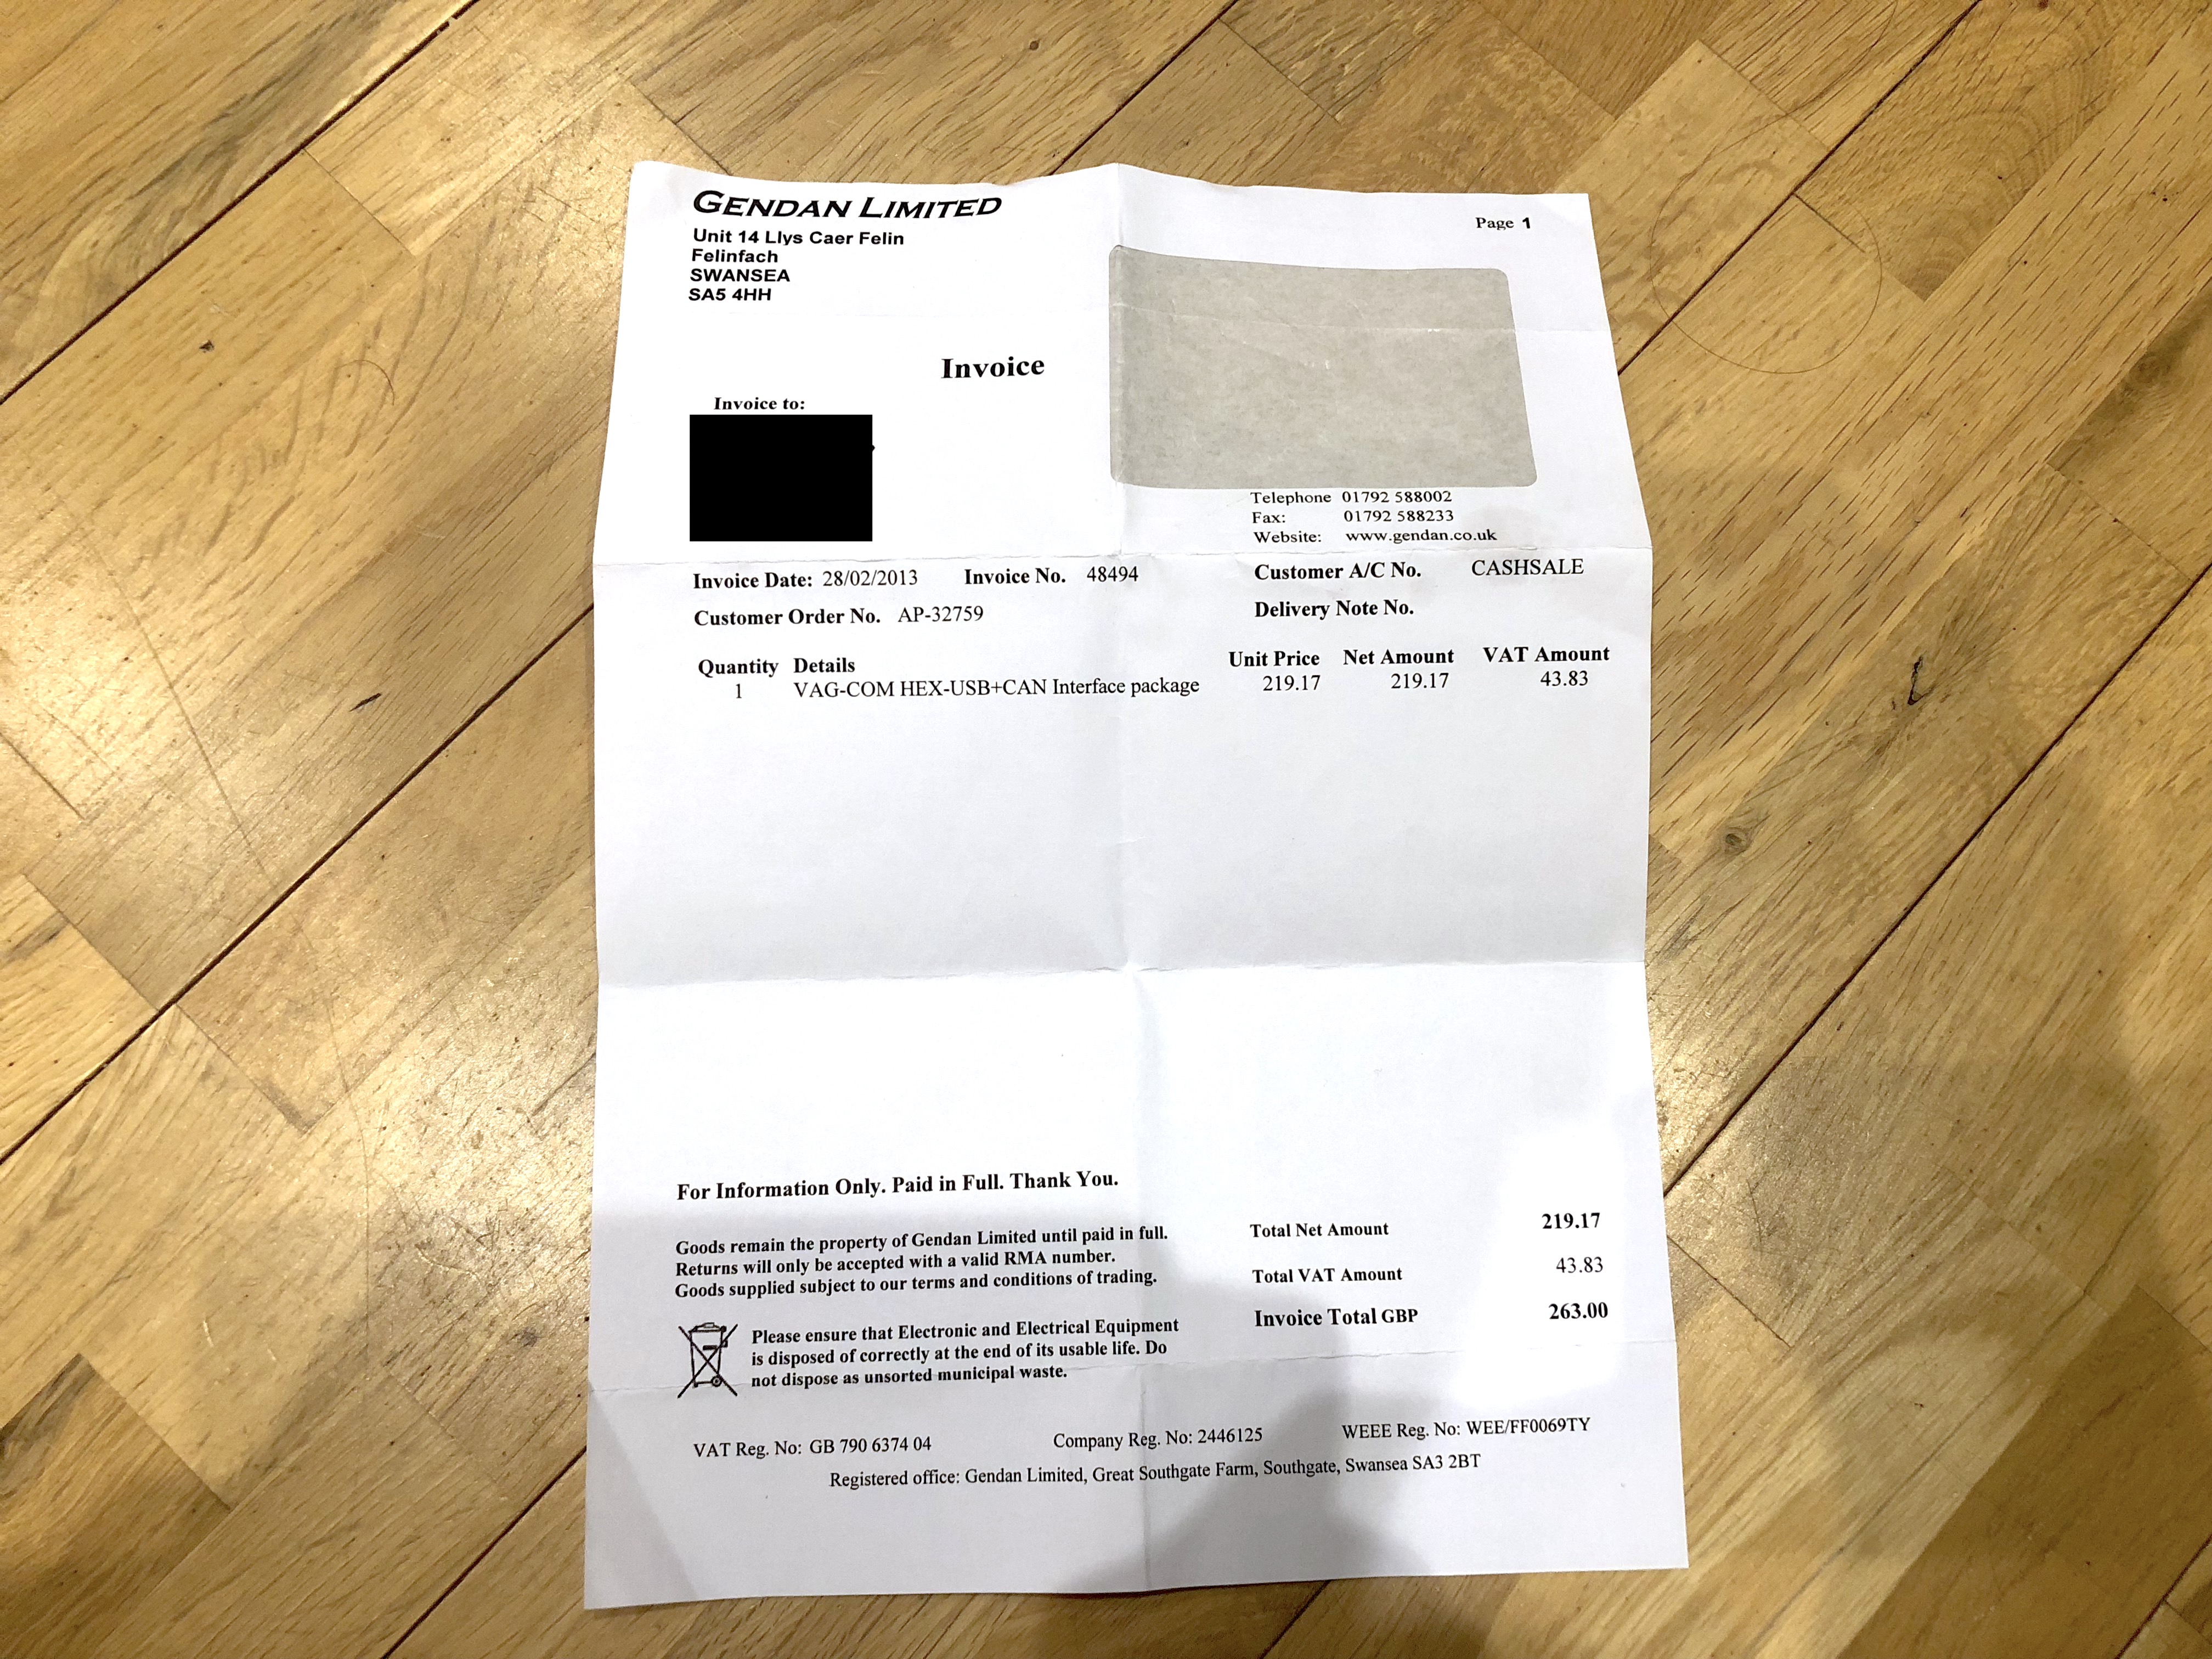 GENDAN LIMITED
Unit 14 Llys Caer Felin
Felinfach
SWANSEA
SA5 4HH
Page 1
Invoice
Invoice to:
Telephone 01792 588002
Fax: 01792 588233
Website: www.gendan.co.uk
Invoice Date: 28/02/2013 Invoice No. 48494 Customer A/C No. CASHSALE
Customer Order No. AP-32759 Delivery Note No.
Quantity Details Unit Price Net Amount VAT Amount
1 VAG-COM HEX-USB+CAN Interface package 219.17 219.17 43.83
For Information Only. Paid in Full. Thank You.
Goods remain the property of Gendan Limited until paid in full.
Returns will only be accepted with a valid RMA number.
Goods supplied subject to our terms and conditions of trading.
Total Net Amount 219.17
Total VAT Amount 43.83
Invoice Total GBP 263.00
Please ensure that Electronic and Electrical Equipment
is disposed of correctly at the end of its usable life. Do
not dispose as unsorted municipal waste.
VAT Reg. No: GB 790 6374 04 Company Reg. No: 2446125 WEEE Reg. No: WEE/FF0069TY
Registered office: Gendan Limited, Great Southgate Farm, Southgate, Swansea SA3 2BT